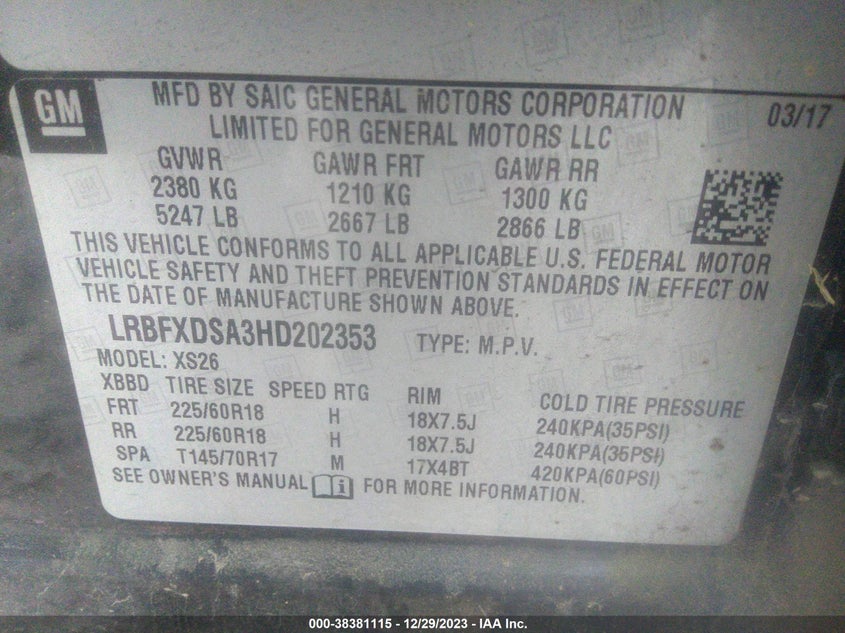 GM
MFD BY SAIC GENERAL MOTORS CORPORATION 03/17
LIMITED FOR GENERAL MOTORS LLC
GVWR GAWR FRT GAWR RR
2380 KG 1210 KG 1300 KG
5247 LB 2667 LB 2866 LB
THIS VEHICLE CONFORMS TO ALL APPLICABLE U.S. FEDERAL MOTOR
VEHICLE SAFETY AND THEFT PREVENTION STANDARDS IN EFFECT ON
THE DATE OF MANUFACTURE SHOWN ABOVE.
LRBFXDSA3HD202353 TYPE: M.P.V.
MODEL: XS26
XBBD TIRE SIZE SPEED RTG RIM COLD TIRE PRESSURE
FRT 225/60R18 H 18X7.5J 240KPA(35PSI)
RR 225/60R18 H 18X7.5J 240KPA(35PSI)
SPA T145/70R17 M 17X4BT 420KPA(60PSI)
SEE OWNER'S MANUAL FOR MORE INFORMATION.
000-38381115 - 12/29/2023 - IAA Inc.